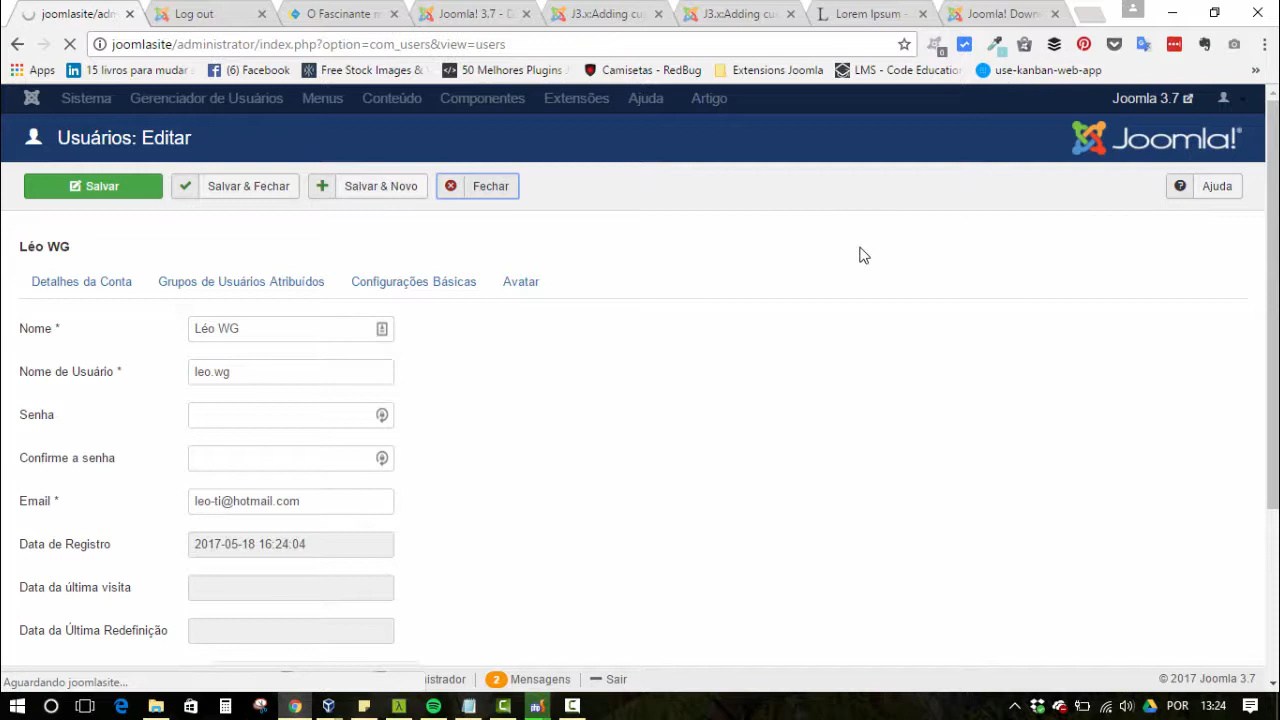 joomlasite/admi
Log out
O Fascinante
Joomla! 3.7 - D
J3.x:Adding cu
J3.x:Adding cu
Lorem Ipsum -
Joomla! Down
joomlasite/administrator/index.php?option=com_users&view=users
Apps
15 livros para mudar
(6) Facebook
Free Stock Images &
50 Melhores Plugins
Camisetas - RedBug
Extensions Joomla
LMS - Code Education
use-kanban-web-app
Sistema Gerenciador de Usuários Menus Conteúdo Componentes Extensões Ajuda Artigo Joomla 3.7
Usuários: Editar
Joomla!®
Salvar
Salvar & Fechar
Salvar & Novo
Fechar
Ajuda
Léo WG
Detalhes da Conta Grupos de Usuários Atribuídos Configurações Básicas Avatar
Nome * Léo WG
Nome de Usuário * leo.wg
Senha
Confirme a senha
Email * leo-ti@hotmail.com
Data de Registro 2017-05-18 16:24:04
Data da última visita
Data da Última Redefinição
Aguardando joomlasite...
ministrador 2 Mensagens Sair © 2017 Joomla 3.7
POR 13:24